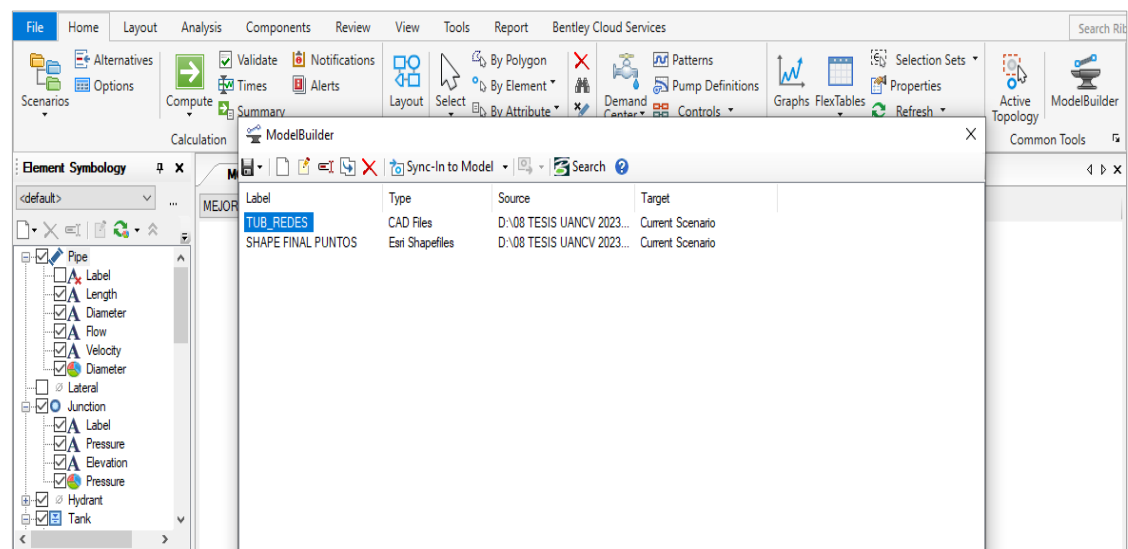 File Home Layout Analysis Components Review View Tools Report Bentley Cloud Services Search Rib
Alternatives Validate Notifications By Polygon Patterns Selection Sets
Options Times Alerts By Element Pump Definitions Properties
Scenarios Compute Summary Layout Select By Attribute Demand Center Controls Graphs FlexTables Refresh Active Topology ModelBuilder
Calculation Common Tools
ModelBuilder
Element Symbology
Sync-In to Model Search
<default> ... MEJOR
Label Type Source Target
TUB_REDES CAD Files D:\08 TESIS UANCV 2023... Current Scenario
SHAPE FINAL PUNTOS Esri Shapefiles D:\08 TESIS UANCV 2023... Current Scenario
Pipe
Label
Length
Diameter
Flow
Velocity
Diameter
Lateral
Junction
Label
Pressure
Elevation
Pressure
Hydrant
Tank